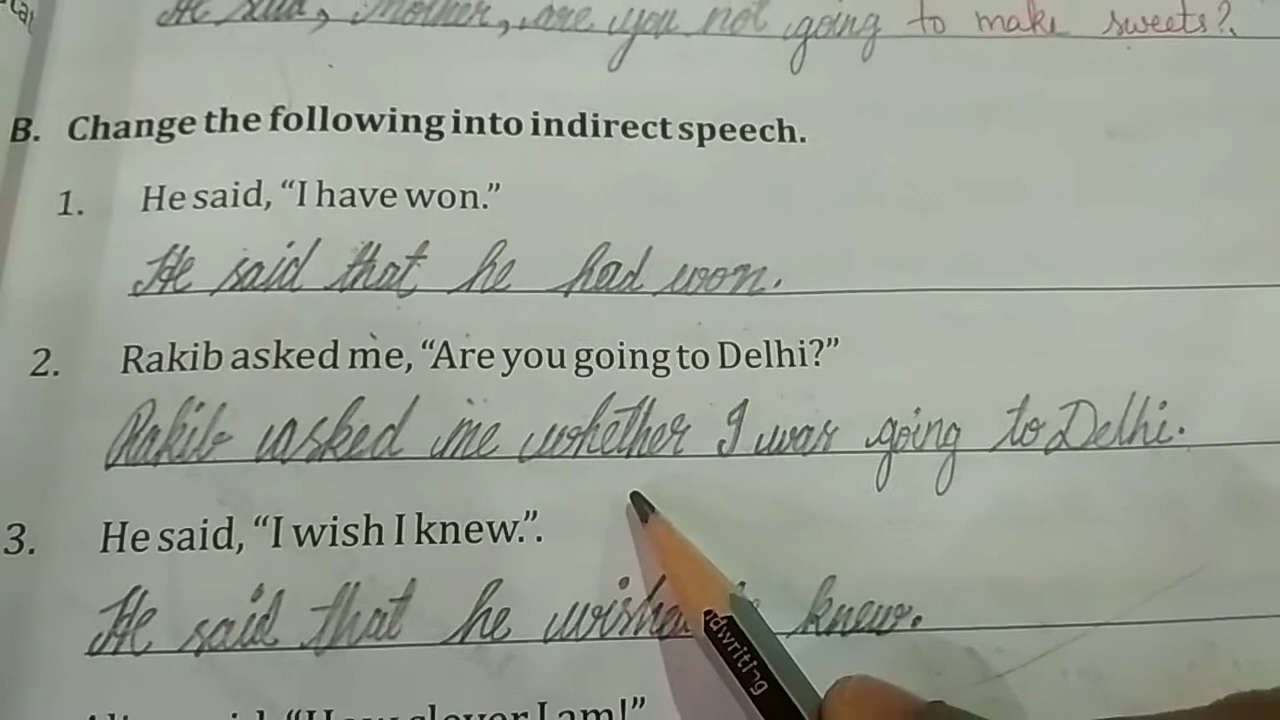 He said, Mother, are you not going to make sweets?
B. Change the following into indirect speech.
1. He said, “I have won.”
He said that he had won.
2. Rakib asked me, “Are you going to Delhi?”
Rakib asked me whether I was going to Delhi.
3. He said, “I wish I knew.”.
He said that he knew.
clever I am!”